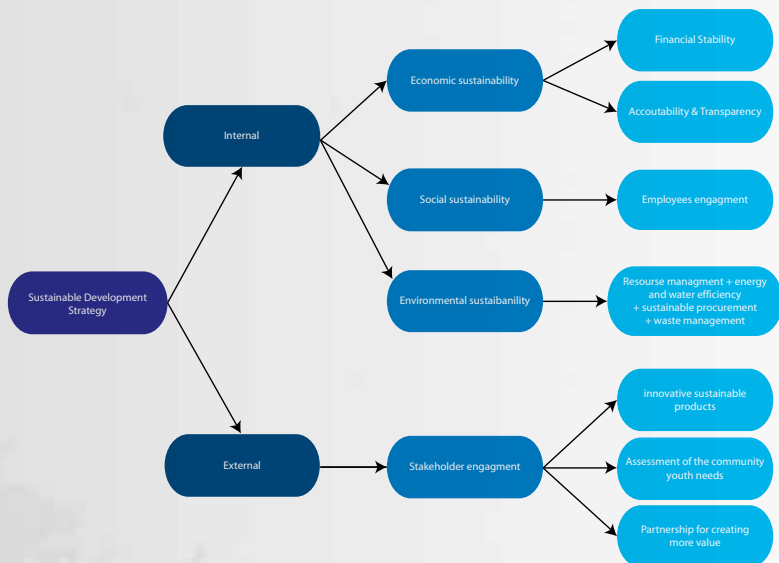 Financial Stability
Economic sustainability
Accoutability & Transparency
Internal
Social sustainability
Employees engagment
Sustainable Development
Strategy
Environmental sustaibanility
Resourse managment + energy
and water efficiency
+ sustainable procurement
+ waste management
innovative sustainable
products
External
Stakeholder engagment
Assessment of the community
youth needs
Partnership for creating
more value